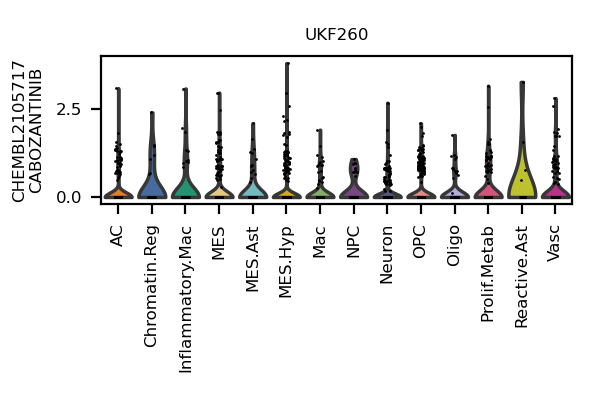 UKF260
CHEMBL2105717
CABOZANTINIB
2.5
0.0
AC
Chromatin.Reg
Inflammatory.Mac
MES
MES.Ast
MES.Hyp
Mac
NPC
Neuron
OPC
Oligo
Prolif.Metab
Reactive.Ast
Vasc